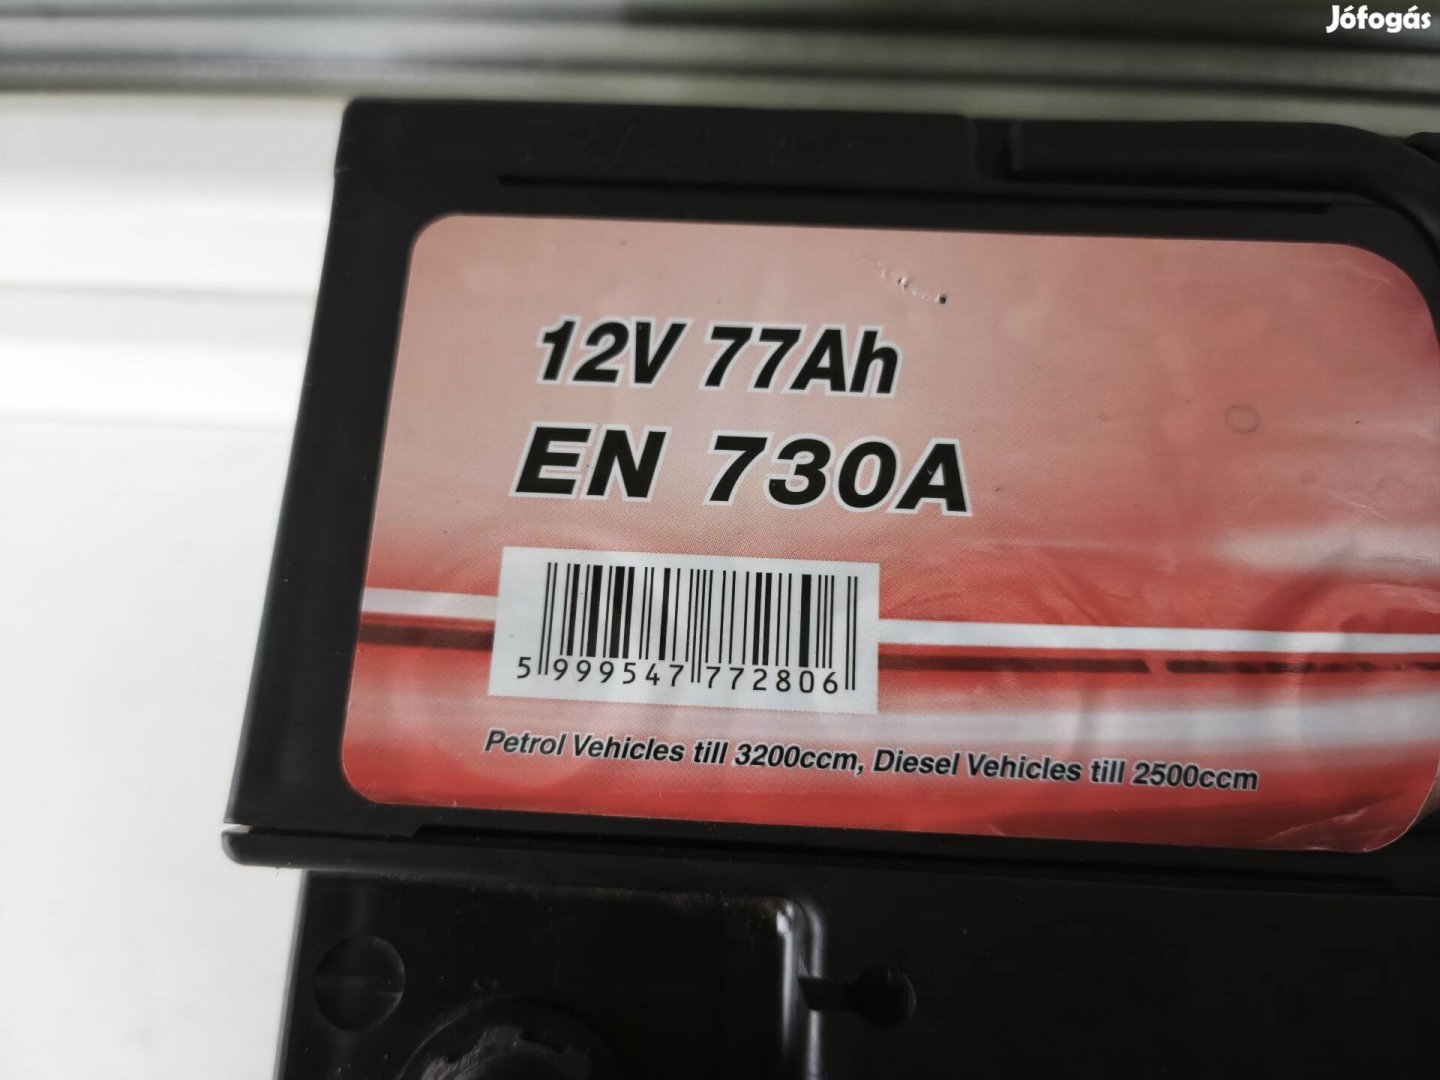 Jófogás
12V 77Ah
EN 730A
5 999547 772806
Petrol Vehicles till 3200ccm, Diesel Vehicles till 2500ccm